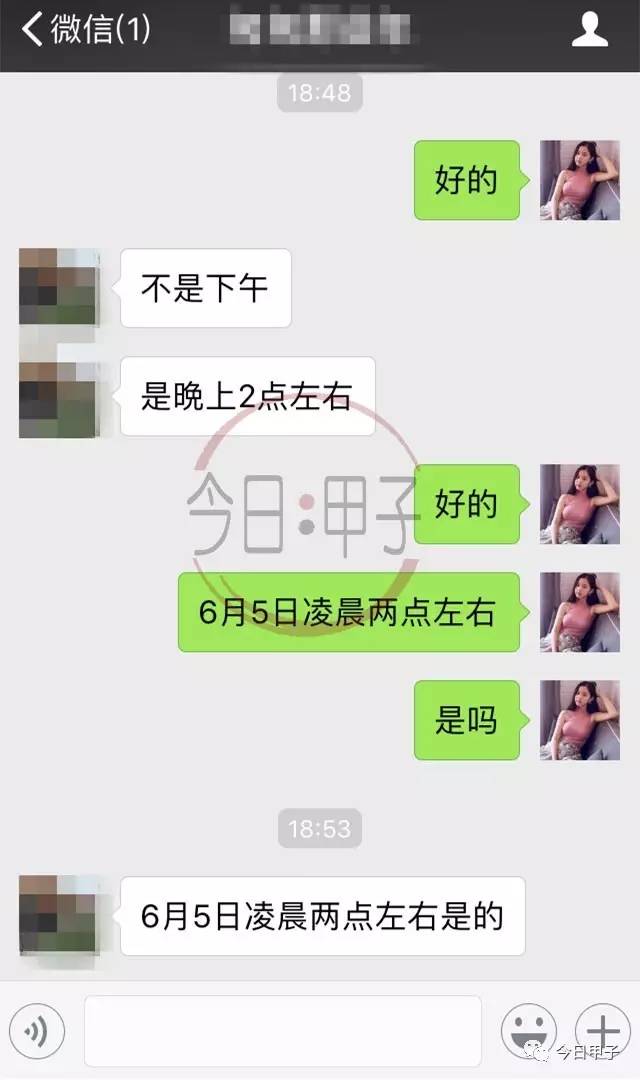 微信(1)
18:48
好的
不是下午
是晚上2点左右
好的
今日:甲子
6月5日凌晨两点左右
是吗
18:53
6月5日凌晨两点左右是的
今日甲子